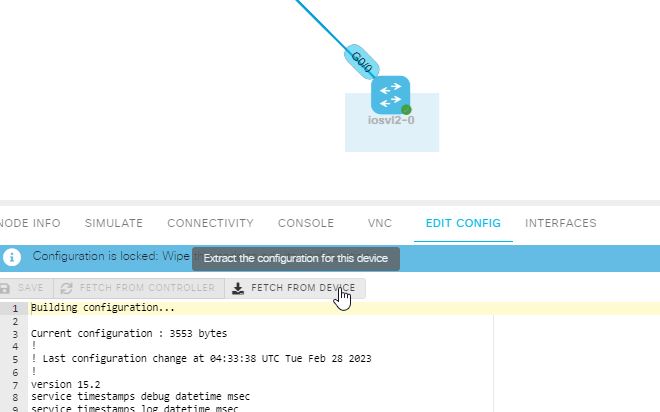 G0/0
iosvl2-0
NODE INFO SIMULATE CONNECTIVITY CONSOLE VNC EDIT CONFIG INTERFACES
Configuration is locked: Wipe
Extract the configuration for this device
SAVE FETCH FROM CONTROLLER FETCH FROM DEVICE
1 Building configuration...
2
3 Current configuration : 3553 bytes
4 !
5 ! Last configuration change at 04:33:38 UTC Tue Feb 28 2023
6 !
7 version 15.2
8 service timestamps debug datetime msec
9 service timestamps log datetime msec